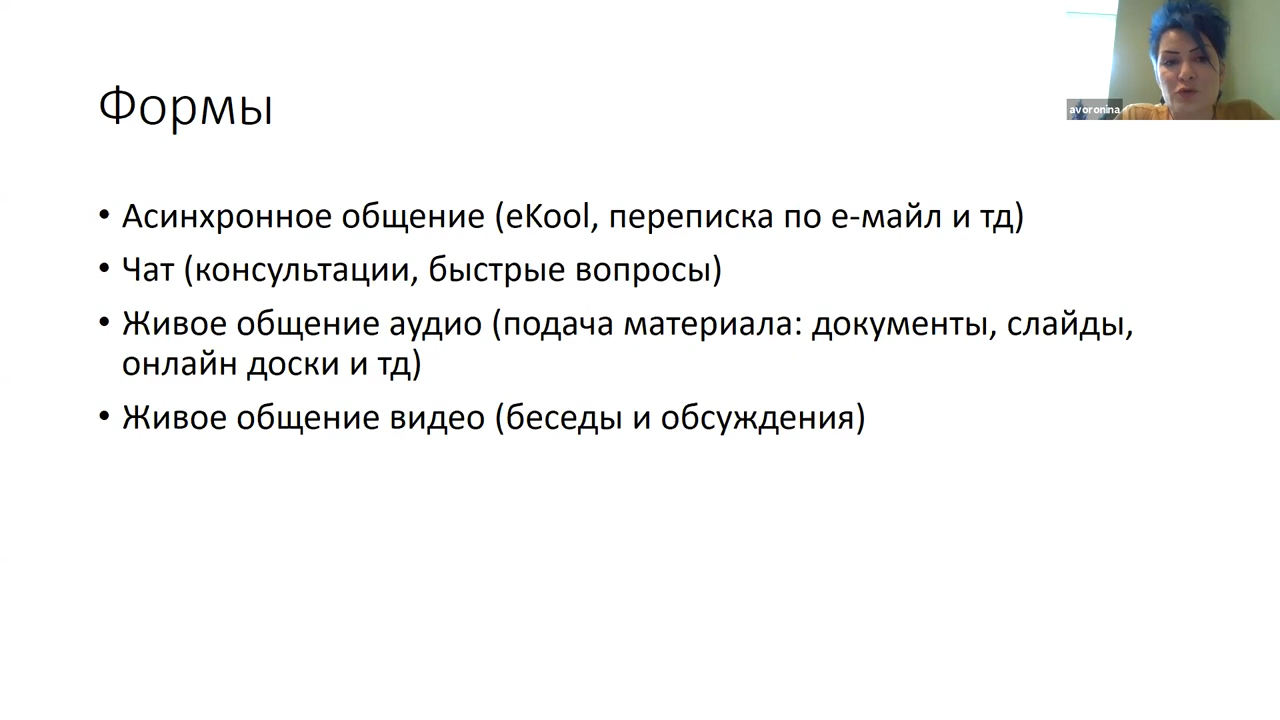 Формы
avoronina
• Асинхронное общение (eKool, переписка по е-майл и тд)
• Чат (консультации, быстрые вопросы)
• Живое общение аудио (подача материала: документы, слайды,
онлайн доски и тд)
• Живое общение видео (беседы и обсуждения)